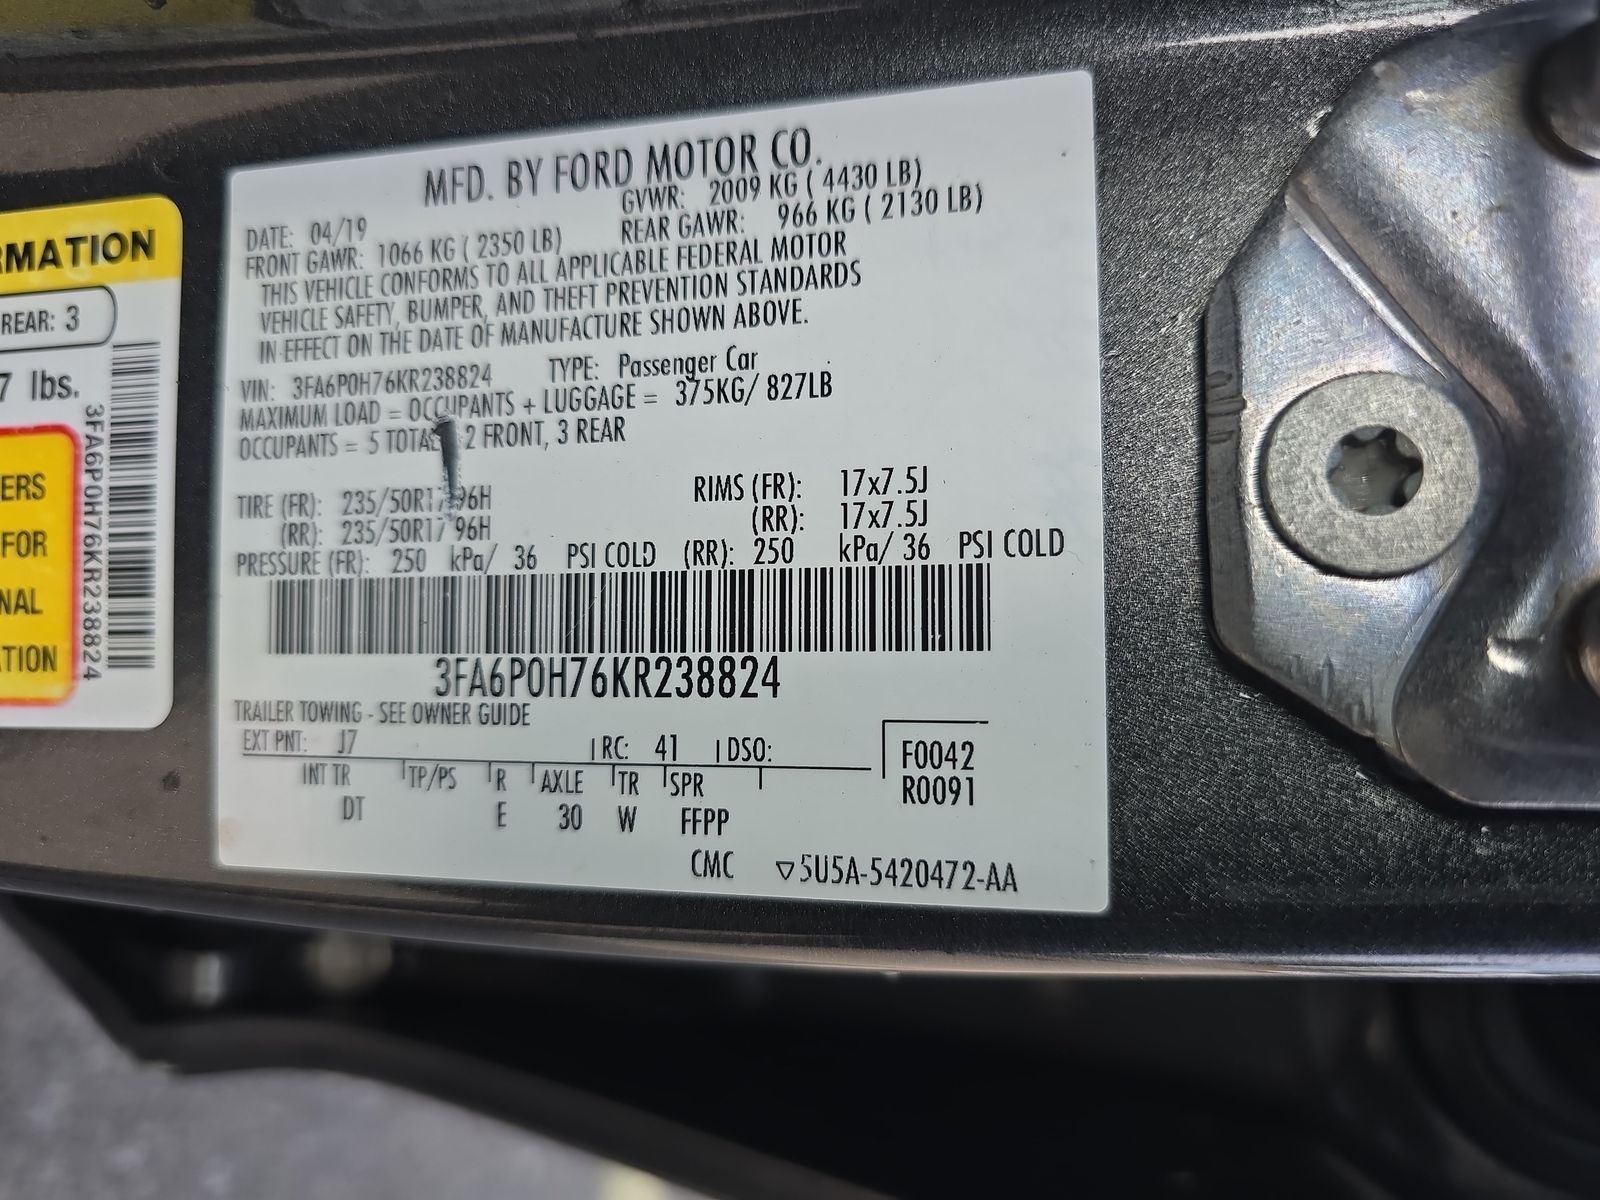 RMATION
REAR: 3
7 lbs.
3FA6P0H76KR238824
ERS
FOR
NAL
TION
MFD. BY FORD MOTOR CO.
DATE: 04/19 GVWR: 2009 KG ( 4430 LB)
FRONT GAWR: 1066 KG ( 2350 LB) REAR GAWR: 966 KG ( 2130 LB)
THIS VEHICLE CONFORMS TO ALL APPLICABLE FEDERAL MOTOR
VEHICLE SAFETY, BUMPER, AND THEFT PREVENTION STANDARDS
IN EFFECT ON THE DATE OF MANUFACTURE SHOWN ABOVE.
VIN: 3FA6P0H76KR238824 TYPE: Passenger Car
MAXIMUM LOAD = OCCUPANTS + LUGGAGE = 375KG/ 827LB
OCCUPANTS = 5 TOTAL 2 FRONT, 3 REAR
TIRE (FR): 235/50R17 96H RIMS (FR): 17x7.5J
(RR): 235/50R17 96H (RR): 17x7.5J
PRESSURE (FR): 250 kPa/ 36 PSI COLD (RR): 250 kPa/ 36 PSI COLD
3FA6P0H76KR238824
TRAILER TOWING - SEE OWNER GUIDE
EXT PNT: J7 RC: 41 DSO: F0042
INT TR TP/PS R AXLE TR SPR R0091
DT E 30 W FFPP
CMC ▽5U5A-5420472-AA